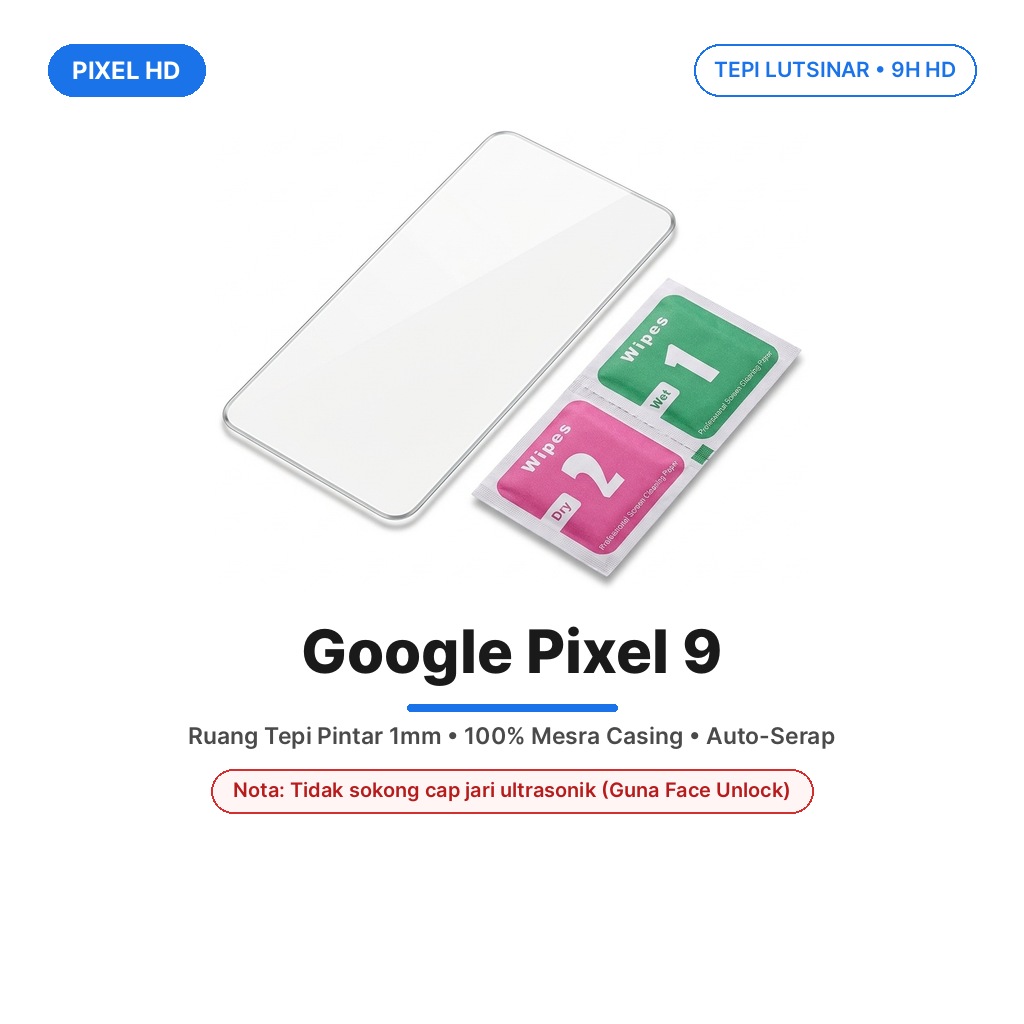 PIXEL HD
TEPI LUTSINAR • 9H HD
Wipes
1
Wet
Professional Screen Cleaning Paper
Wipes
2
Dry
Professional Screen Cleaning Paper
Google Pixel 9
Ruang Tepi Pintar 1mm • 100% Mesra Casing • Auto-Serap
Nota: Tidak sokong cap jari ultrasonik (Guna Face Unlock)